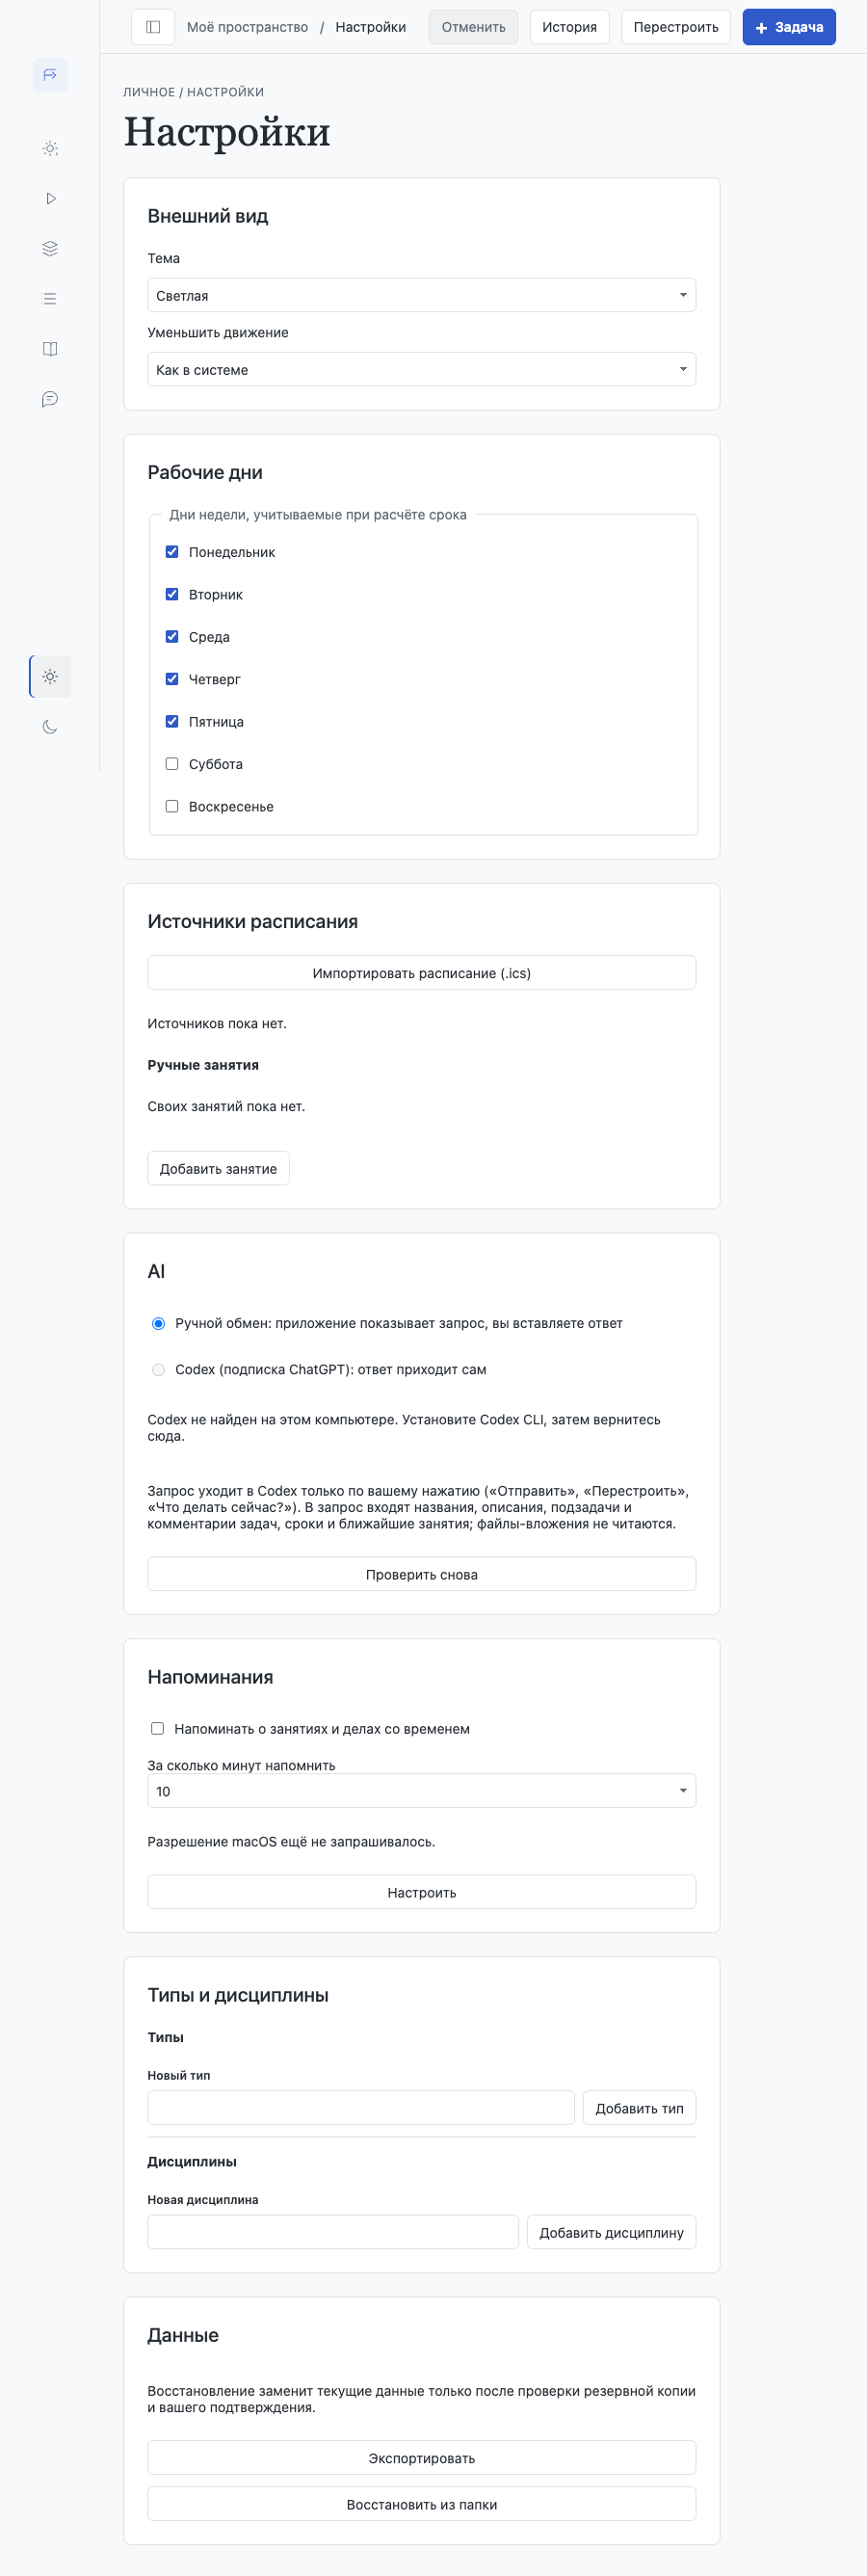 Моё пространство / Настройки Отменить История Перестроить + Задача
ЛИЧНОЕ / НАСТРОЙКИ
Настройки
Внешний вид
Тема
Светлая
Уменьшить движение
Как в системе
Рабочие дни
Дни недели, учитываемые при расчёте срока
Понедельник
Вторник
Среда
Четверг
Пятница
Суббота
Воскресенье
Источники расписания
Импортировать расписание (.ics)
Источников пока нет.
Ручные занятия
Своих занятий пока нет.
Добавить занятие
AI
Ручной обмен: приложение показывает запрос, вы вставляете ответ
Codex (подписка ChatGPT): ответ приходит сам
Codex не найден на этом компьютере. Установите Codex CLI, затем вернитесь
сюда.
Запрос уходит в Codex только по вашему нажатию («Отправить», «Перестроить»,
«Что делать сейчас?»). В запрос входят названия, описания, подзадачи и
комментарии задач, сроки и ближайшие занятия; файлы-вложения не читаются.
Проверить снова
Напоминания
Напоминать о занятиях и делах со временем
За сколько минут напомнить
10
Разрешение macOS ещё не запрашивалось.
Настроить
Типы и дисциплины
Типы
Новый тип
Добавить тип
Дисциплины
Новая дисциплина
Добавить дисциплину
Данные
Восстановление заменит текущие данные только после проверки резервной копии
и вашего подтверждения.
Экспортировать
Восстановить из папки